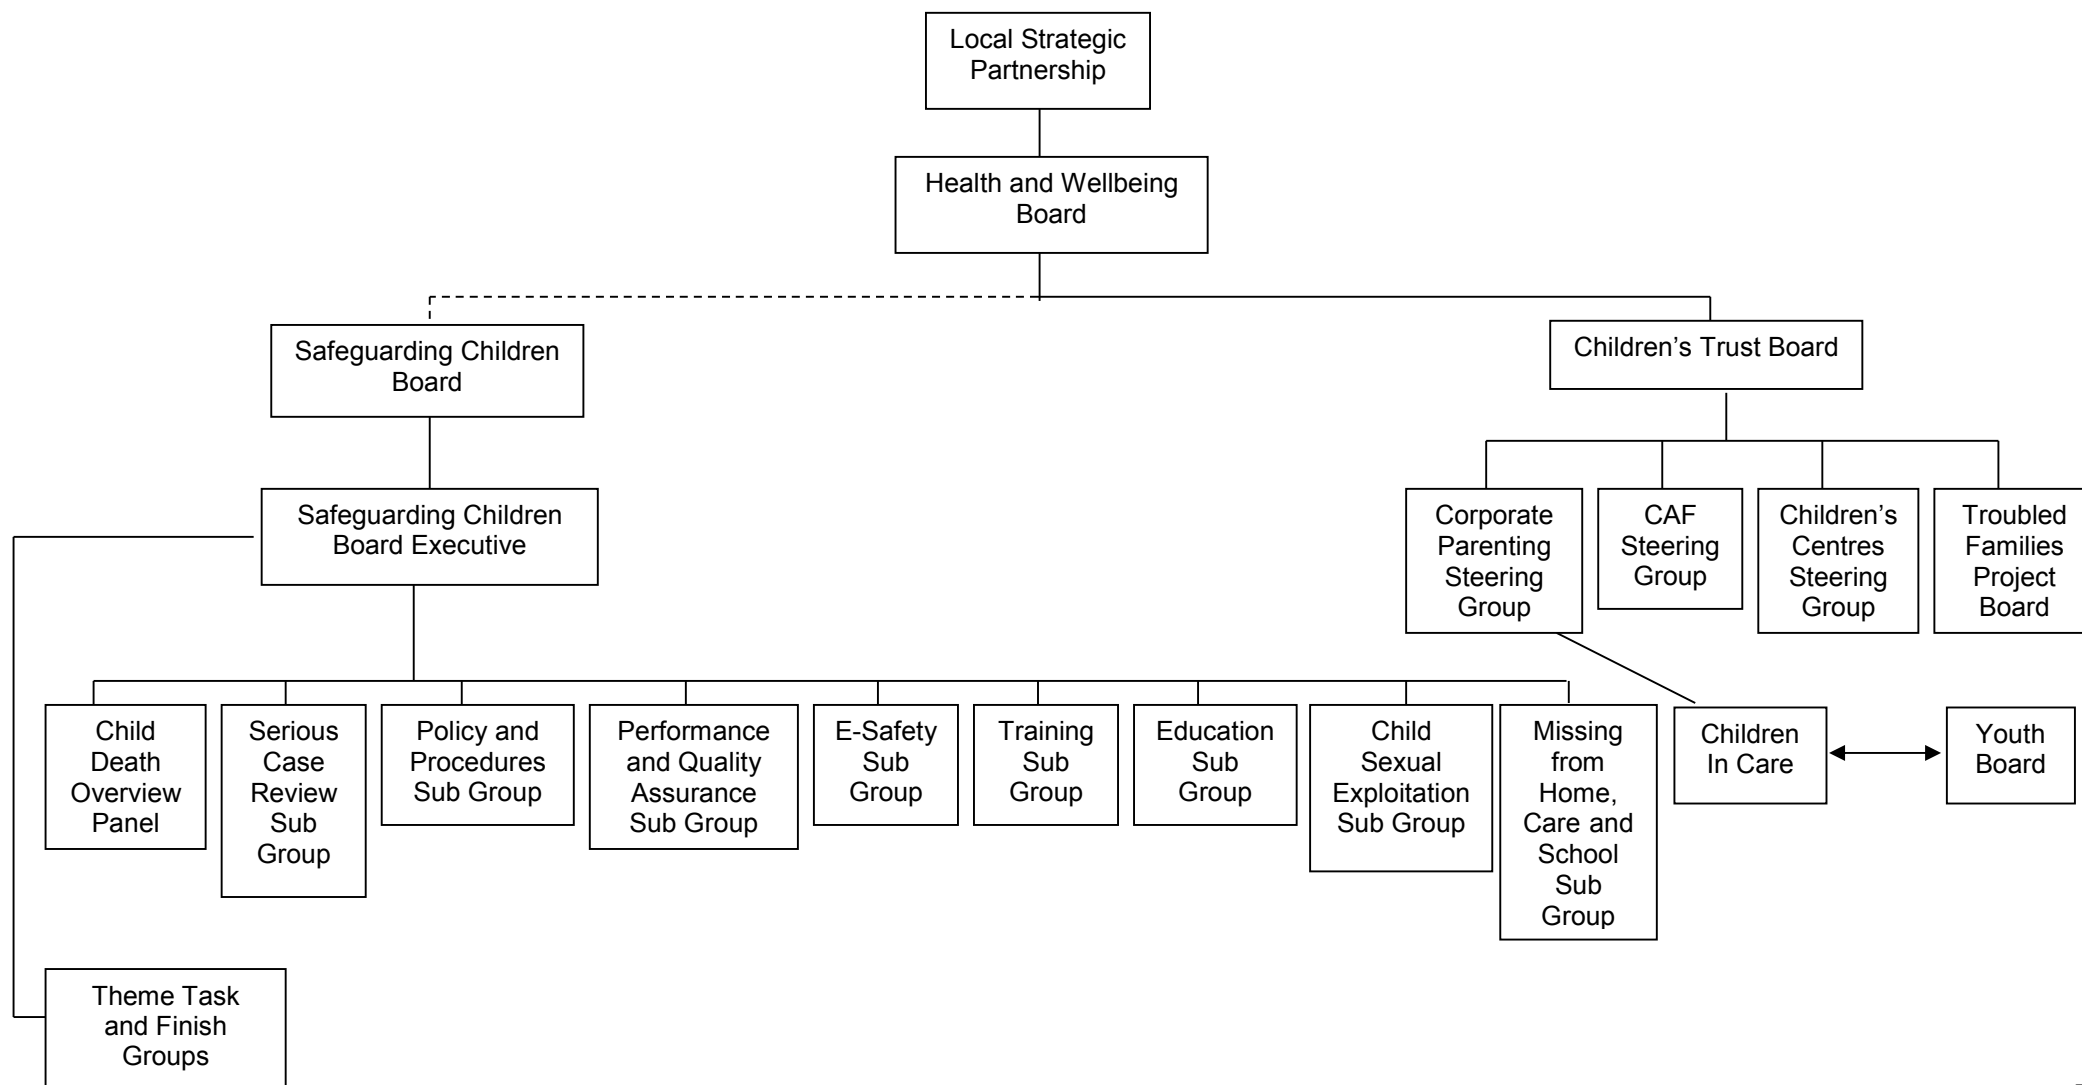 Local Strategic
Partnership
Health and Wellbeing
Board
Safeguarding Children
Board
Children’s Trust Board
Safeguarding Children
Board Executive
Corporate
Parenting
Steering
Group
CAF
Steering
Group
Children’s
Centres
Steering
Group
Troubled
Families
Project
Board
Child
Death
Overview
Panel
Serious
Case
Review
Sub
Group
Policy and
Procedures
Sub Group
Performance
and Quality
Assurance
Sub Group
E-Safety
Sub
Group
Training
Sub
Group
Education
Sub
Group
Child
Sexual
Exploitation
Sub Group
Missing
from
Home,
Care and
School
Sub
Group
Children
In Care
Youth
Board
Theme Task
and Finish
Groups